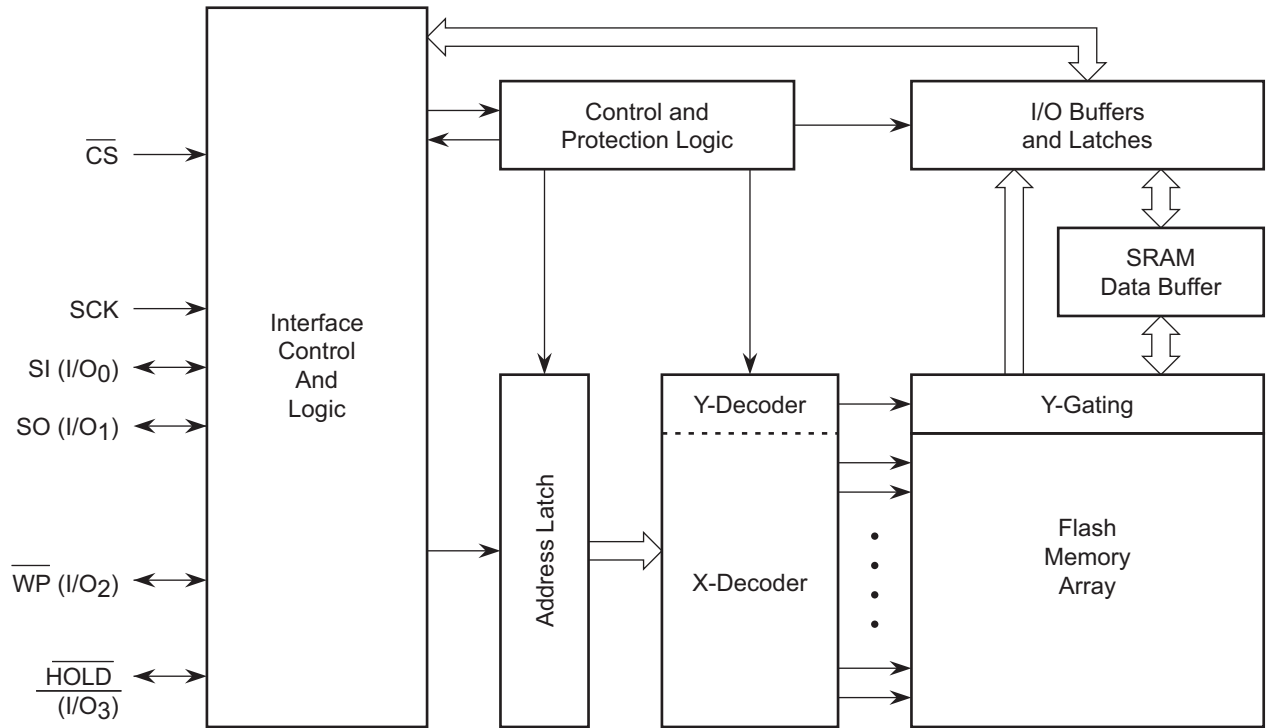 Control and
Protection Logic
I/O Buffers
and Latches
CS
SRAM
Data Buffer
SCK
Interface
Control
And
Logic
SI (I/O0)
SO (I/O1)
Y-Decoder
Y-Gating
Address Latch
X-Decoder
Flash
Memory
Array
WP (I/O2)
HOLD
(I/O3)